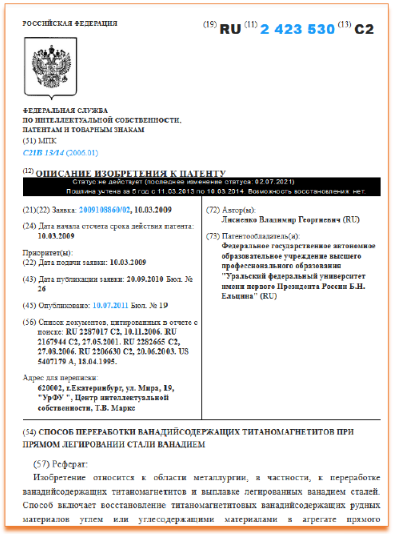 РОССИЙСКАЯ ФЕДЕРАЦИЯ
(19) RU (11) 2 423 530 (13) C2
ФЕДЕРАЛЬНАЯ СЛУЖБА
ПО ИНТЕЛЛЕКТУАЛЬНОЙ СОБСТВЕННОСТИ,
ПАТЕНТАМ И ТОВАРНЫМ ЗНАКАМ
(51) МПК
C21B 13/14 (2006.01)
(12) ОПИСАНИЕ ИЗОБРЕТЕНИЯ К ПАТЕНТУ
Статус: не действует (последнее изменение статуса: 02.07.2021)
Пошлина: учтена за 5 год с 11.03.2013 по 10.03.2014. Возможность восстановления: нет.
(21)(22) Заявка: 2009108860/02, 10.03.2009
(24) Дата начала отсчета срока действия патента:
10.03.2009
Приоритет(ы):
(22) Дата подачи заявки: 10.03.2009
(43) Дата публикации заявки: 20.09.2010 Бюл. №
26
(45) Опубликовано: 10.07.2011 Бюл. № 19
(56) Список документов, цитированных в отчете о
поиске: RU 2287017 C2, 10.11.2006. RU
2167944 C2, 27.05.2001. RU 2282665 C2,
27.08.2006. RU 2206630 C2, 20.06.2003. US
5407179 A, 18.04.1995.
Адрес для переписки:
620002, г.Екатеринбург, ул. Мира, 19,
"УрФУ", Центр интеллектуальной
собственности, Т.В. Маркс
(72) Автор(ы):
Лисиенко Владимир Георгиевич (RU)
(73) Патентообладатель(и):
Федеральное государственное автономное
образовательное учреждение высшего
профессионального образования
"Уральский федеральный университет
имени первого Президента России Б.Н.
Ельцина" (RU)
(54) СПОСОБ ПЕРЕРАБОТКИ ВАНАДИЙСОДЕРЖАЩИХ ТИТАНОМАГНЕТИТОВ ПРИ
ПРЯМОМ ЛЕГИРОВАНИИ СТАЛИ ВАНАДИЕМ
(57) Реферат:
Изобретение относится к области металлургии, в частности, к переработке
ванадийсодержащих титаномагнетитов и выплавке легированных ванадием сталей.
Способ включает восстановление титаномагнетитовых ванадийсодержащих рудных
материалов углем или углесодержащими материалами в агрегате прямого